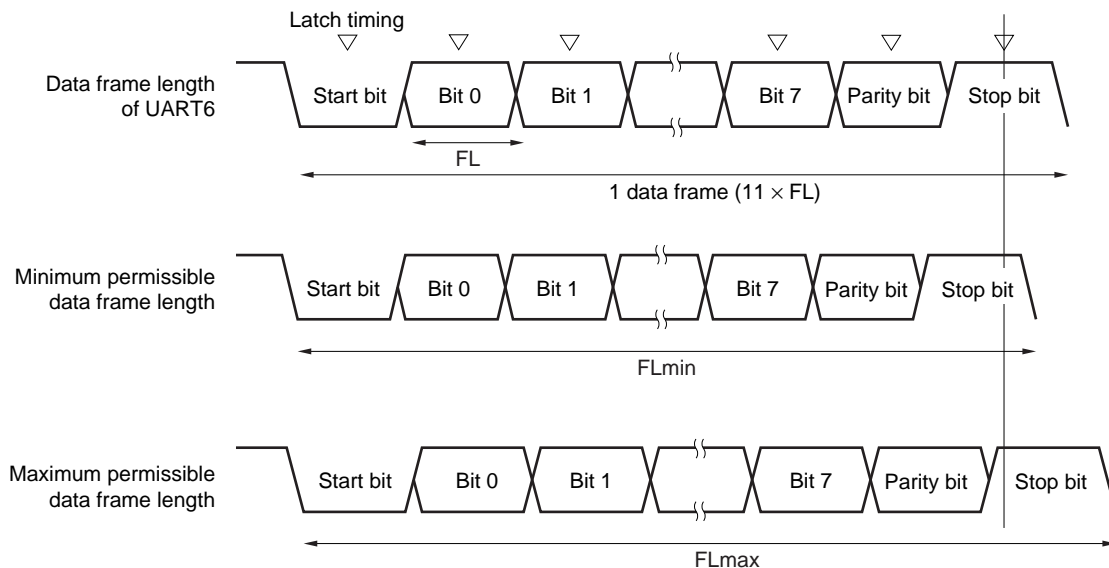 Latch timing
Data frame length
of UART6
Start bit
Bit 0
Bit 1
Bit 7
Parity bit
Stop bit
FL
1 data frame (11 × FL)
Minimum permissible
data frame length
Start bit
Bit 0
Bit 1
Bit 7
Parity bit
Stop bit
FLmin
Maximum permissible
data frame length
Start bit
Bit 0
Bit 1
Bit 7
Parity bit
Stop bit
FLmax